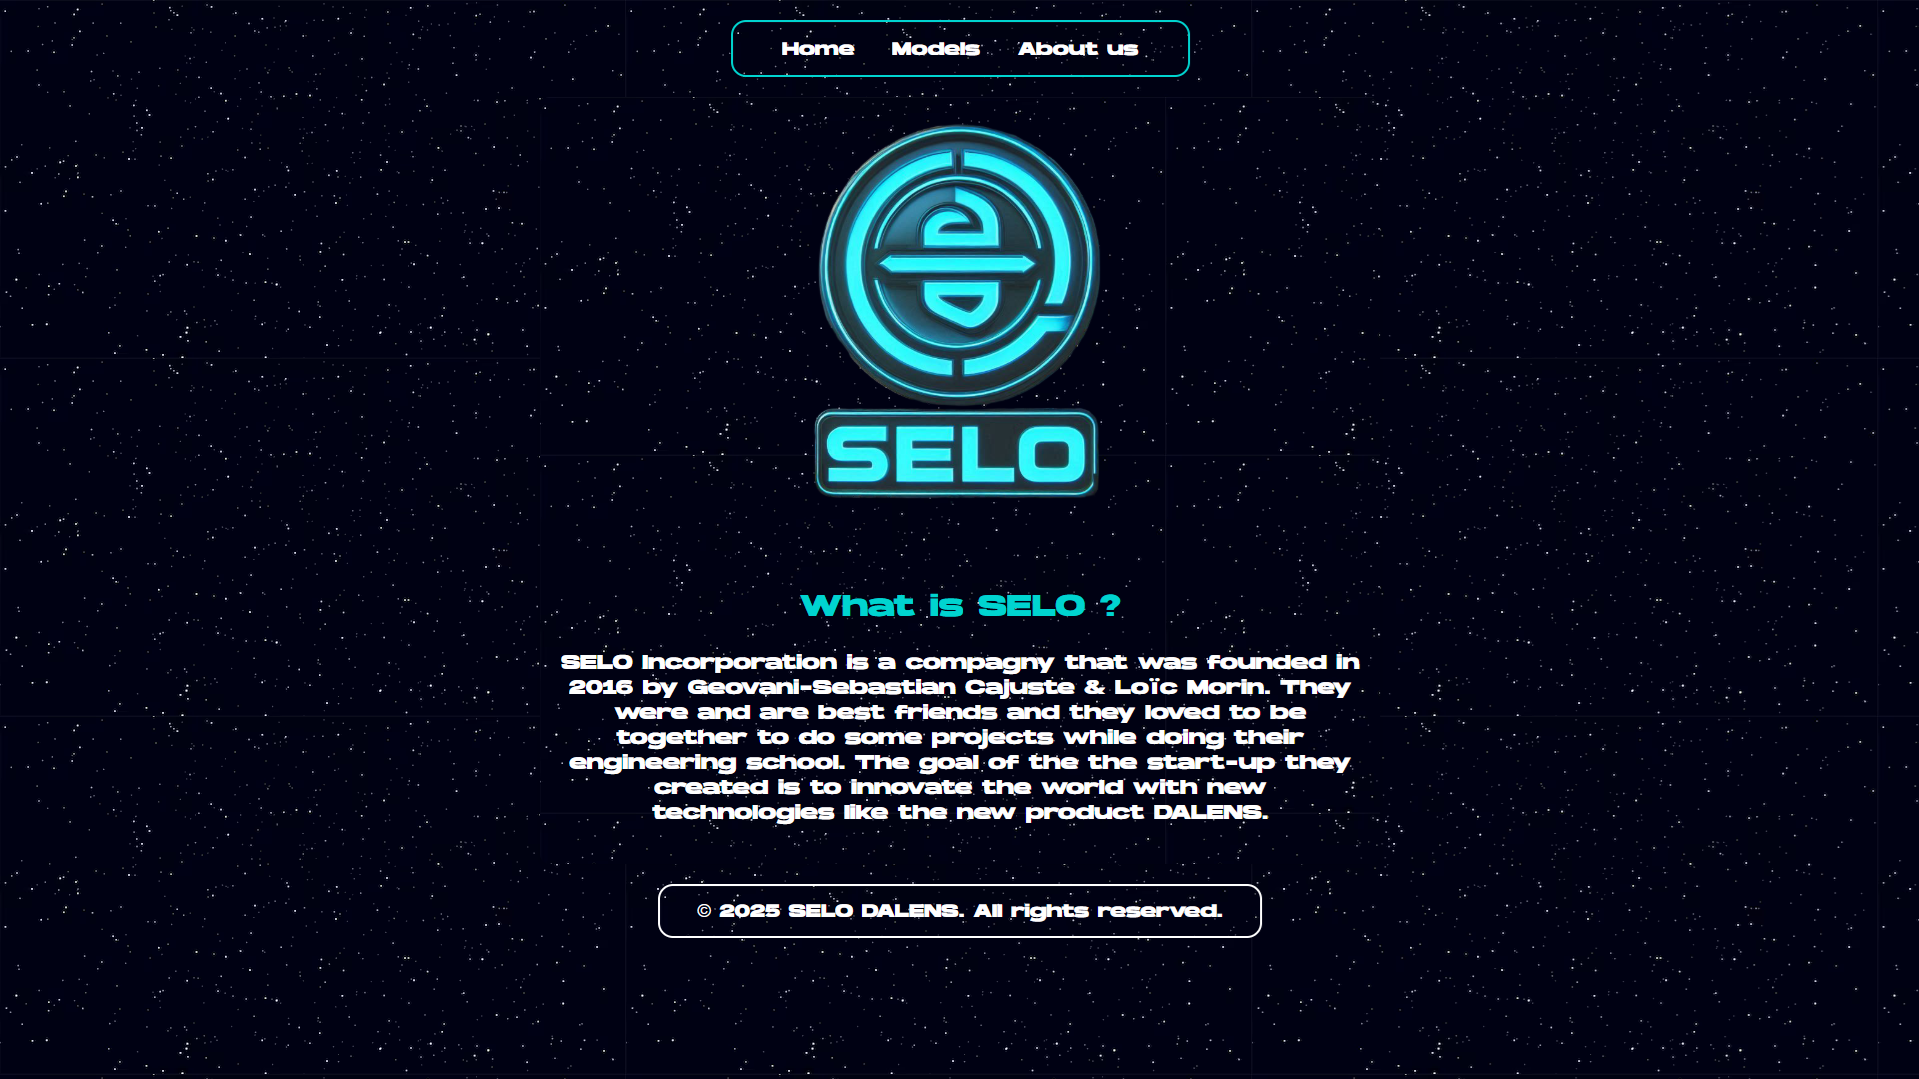 Home Models About us
SELO
What is SELO ?
SELO Incorporation is a compagny that was founded in
2016 by Geovani-Sebastian Cajuste & Loïc Morin. They
were and are best friends and they loved to be
together to do some projects while doing their
engineering school. The goal of the the start-up they
created is to innovate the world with new
technologies like the new product DALENS.
© 2025 SELO DALENS. All rights reserved.